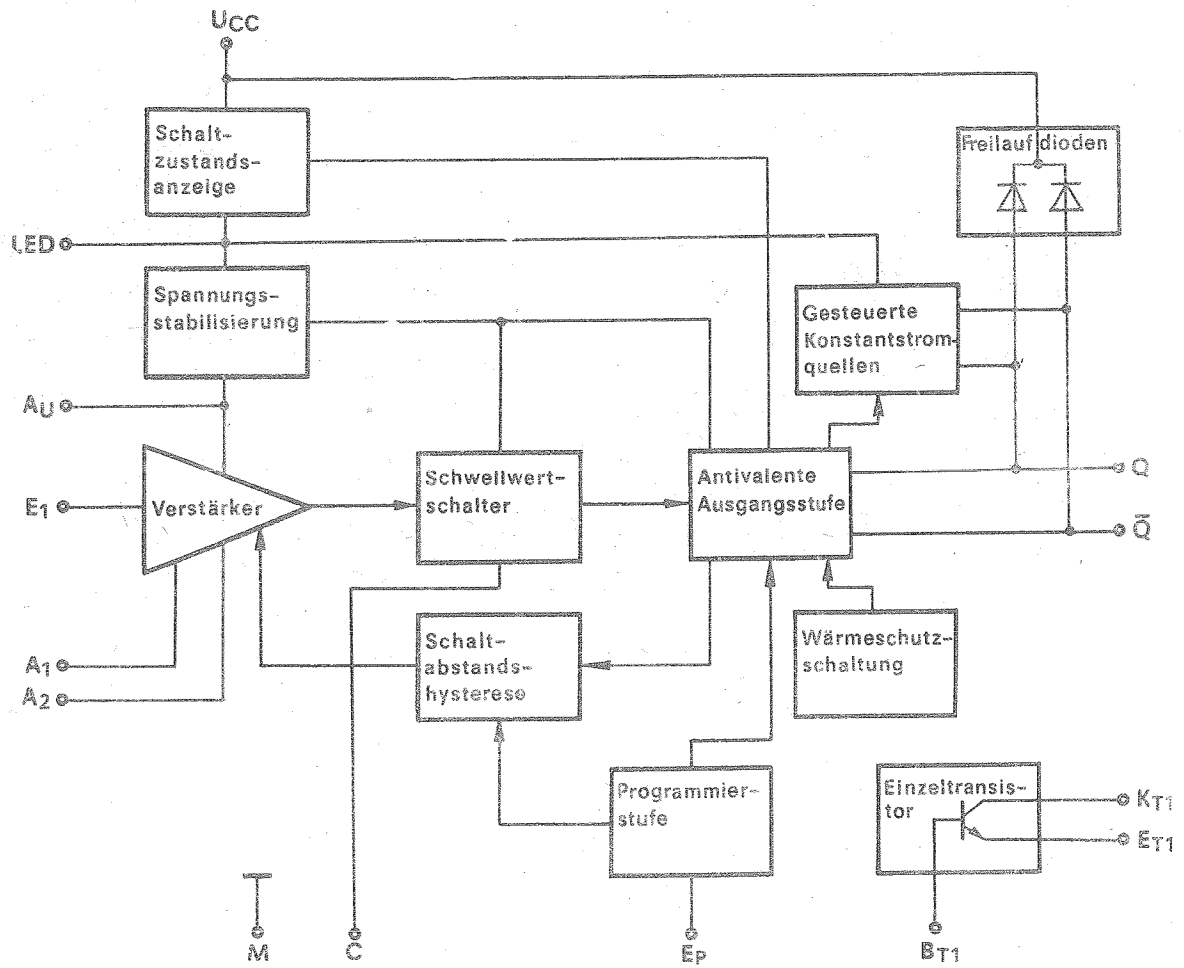 UCC
Schalt-
zustands-
anzeige
Freilaufdioden
LED
Spannungs-
stabilisierung
Gesteuerte
Konstantstrom-
quellen
AU
E1
Verstärker
Schwellwert-
schalter
Antivalente
Ausgangsstufe
Q
Q̅
A1
A2
Schalt-
abstands-
hysterese
Wärmeschutz-
schaltung
Programmier-
stufe
Einzeltransis-
tor
KT1
ET1
M
C
EP
BT1